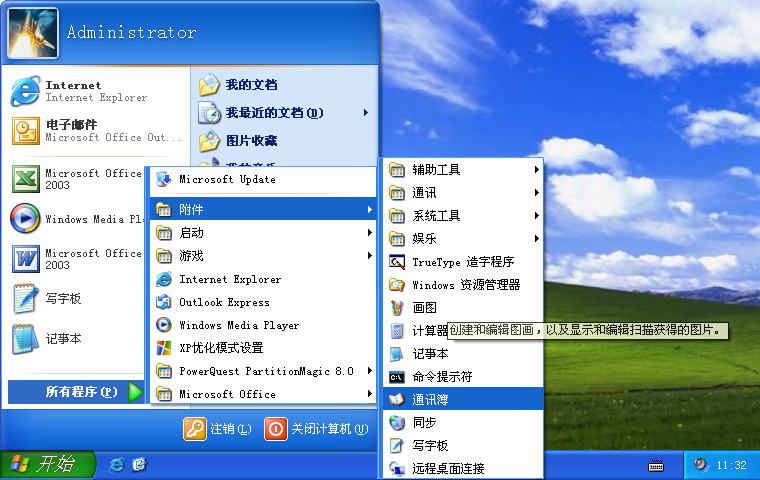 Administrator
Internet
Internet Explorer
电子邮件
Microsoft Office Out...
Microsoft Office
2003
Windows Media Pl
Microsoft Office
2003
写字板
记事本
所有程序(P)
我的文档
我最近的文档(D)
图片收藏
我的音乐
Microsoft Update
附件
启动
游戏
Internet Explorer
Outlook Express
Windows Media Player
XP优化模式设置
PowerQuest PartitionMagic 8.0
Microsoft Office
辅助工具
通讯
系统工具
娱乐
TrueType 造字程序
Windows 资源管理器
画图
计算器
创建和编辑图画，以及显示和编辑扫描获得的图片。
记事本
命令提示符
通讯簿
同步
写字板
远程桌面连接
注销(L)
关闭计算机(U)
开始
11:32